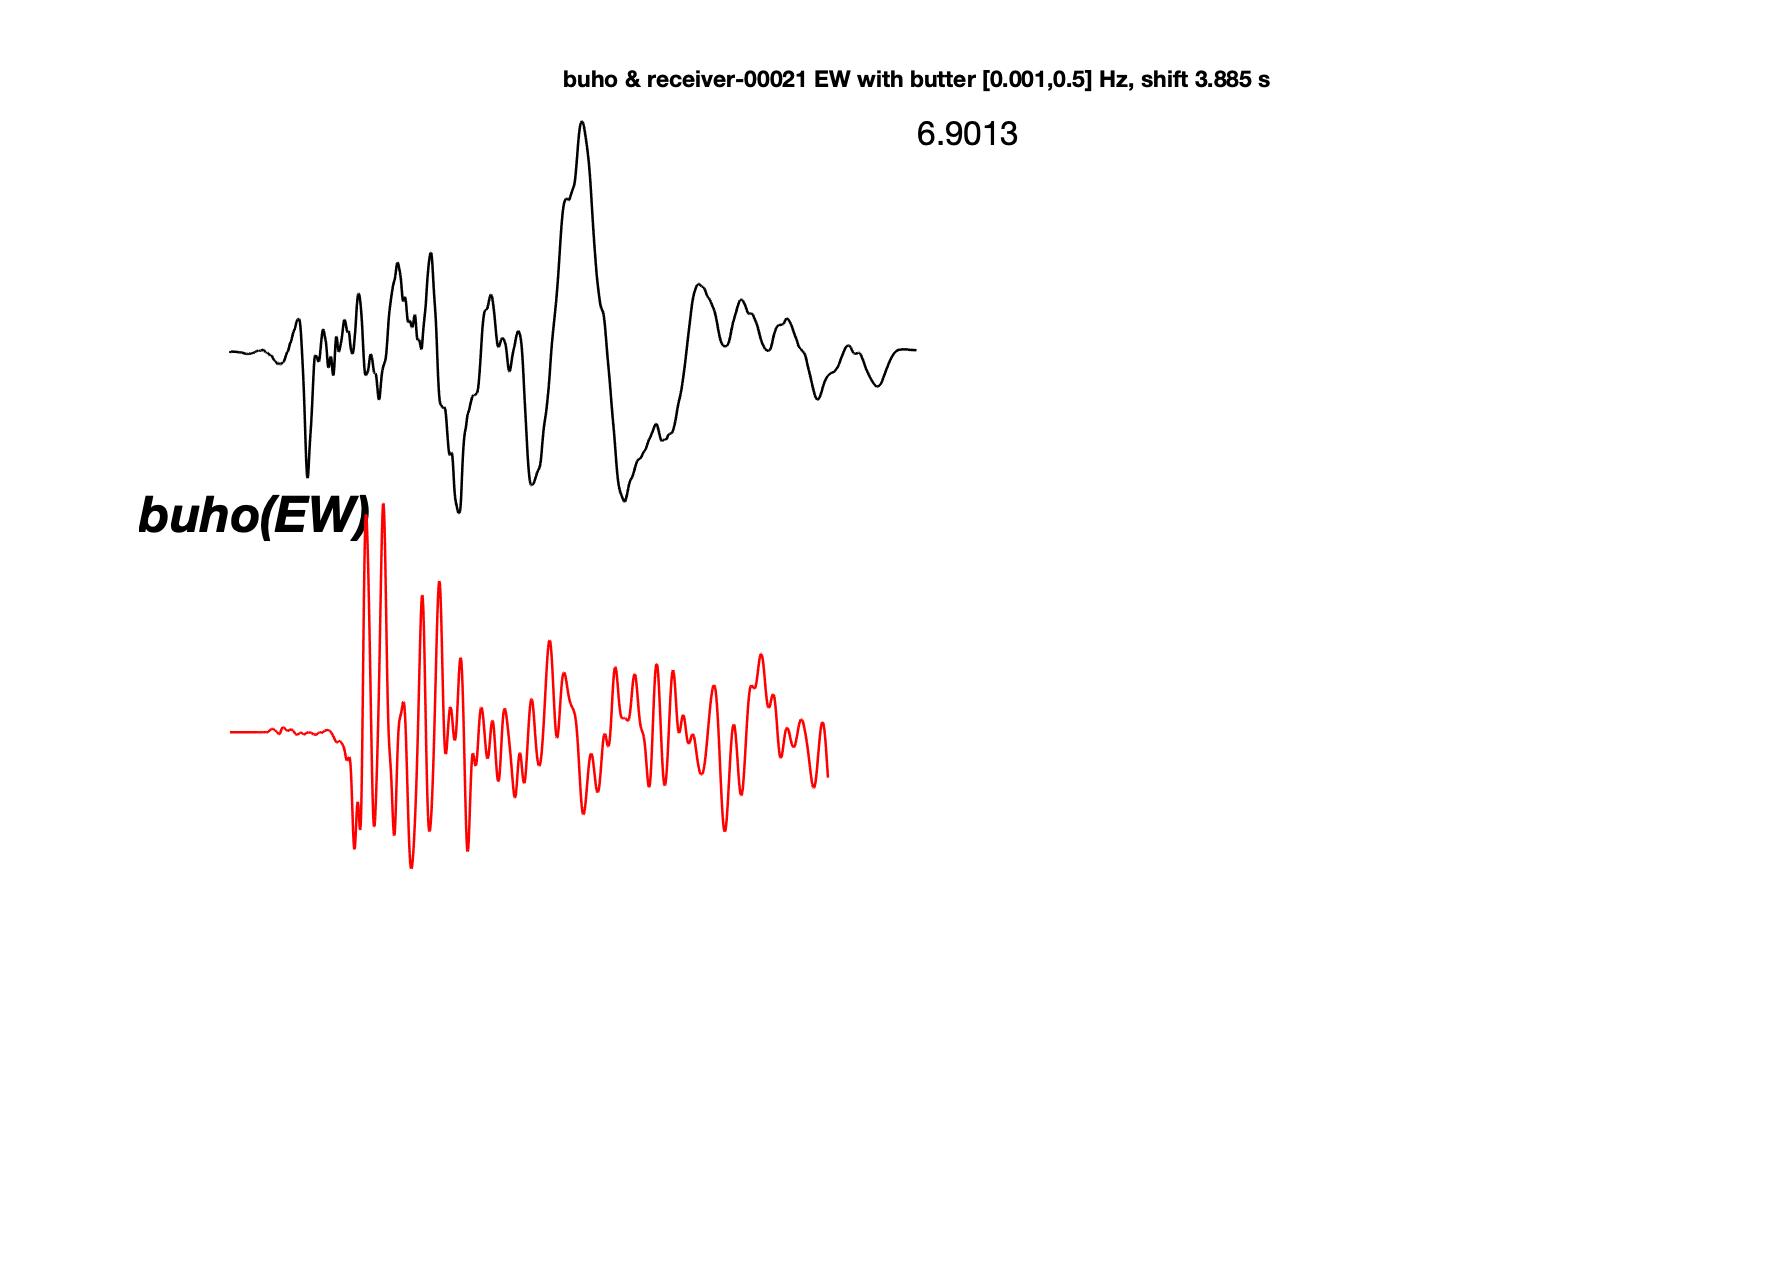 buho & receiver-00021 EW with butter [0.001,0.5] Hz, shift 3.885 s
6.9013
buho(EW)